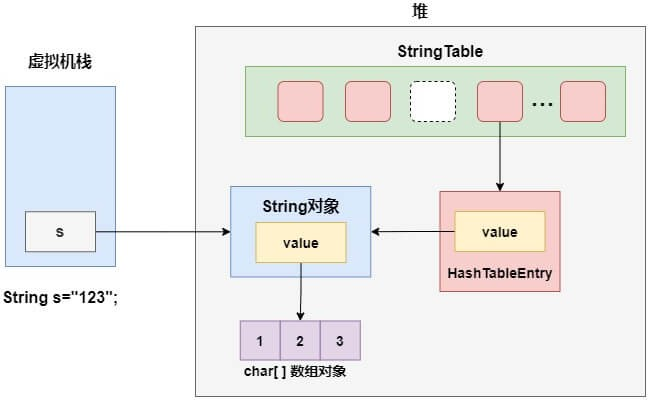 堆
StringTable
虚拟机栈
...
String对象
value
value
s
HashTableEntry
String s="123";
1 2 3
char[ ] 数组对象